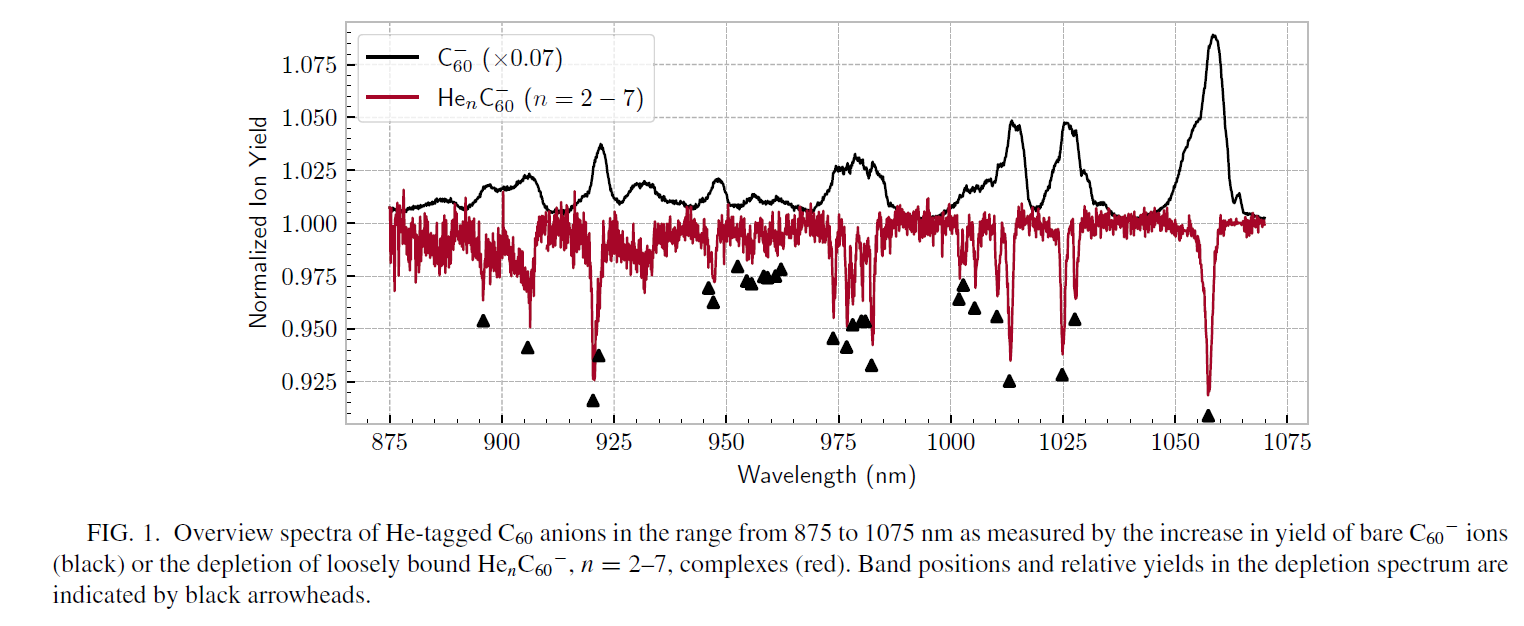 C₆₀⁻ (×0.07)
HeₙC₆₀⁻ (n = 2 − 7)
Normalized Ion Yield
1.075
1.050
1.025
1.000
0.975
0.950
0.925
875 900 925 950 975 1000 1025 1050 1075
Wavelength (nm)
FIG. 1. Overview spectra of He-tagged C₆₀ anions in the range from 875 to 1075 nm as measured by the increase in yield of bare C₆₀⁻ ions
(black) or the depletion of loosely bound HeₙC₆₀⁻, n = 2–7, complexes (red). Band positions and relative yields in the depletion spectrum are
indicated by black arrowheads.